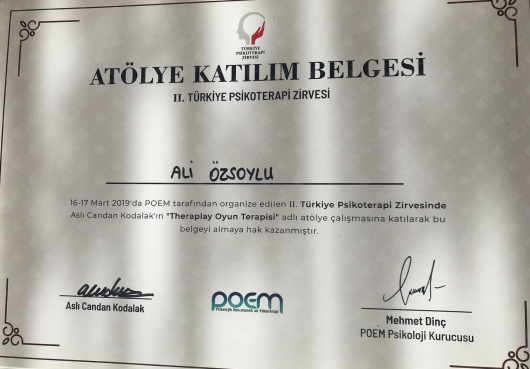 TÜRKİYE
PSİKOTERAPİ
ZİRVESİ
ATÖLYE KATILIM BELGESİ
II. TÜRKİYE PSİKOTERAPİ ZİRVESİ
ALİ ÖZSOYLU
16-17 Mart 2019'da POEM tarafından organize edilen II. Türkiye Psikoterapi Zirvesinde
Aslı Candan Kodalak'ın "Theraplay Oyun Terapisi" adlı atölye çalışmasına katılarak bu
belgeyi almaya hak kazanmıştır.
Aslı Candan Kodalak
POEM
Mehmet Dinç
POEM Psikoloji Kurucusu